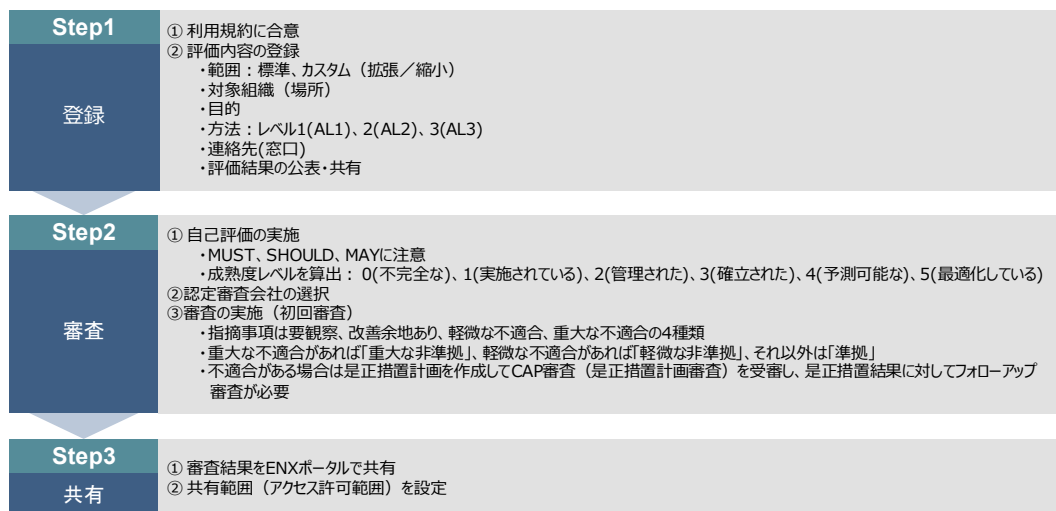 Step1
登録
① 利用規約に合意
② 評価内容の登録
・範囲：標準、カスタム（拡張／縮小）
・対象組織（場所）
・目的
・方法：レベル1(AL1)、2(AL2)、3(AL3)
・連絡先(窓口)
・評価結果の公表・共有
Step2
審査
① 自己評価の実施
・MUST、SHOULD、MAYに注意
・成熟度レベルを算出： 0(不完全な)、1(実施されている)、2(管理された)、3(確立された)、4(予測可能な)、5(最適化している)
②認定審査会社の選択
③審査の実施（初回審査）
・指摘事項は要観察、改善余地あり、軽微な不適合、重大な不適合の4種類
・重大な不適合があれば「重大な非準拠」、軽微な不適合があれば「軽微な非準拠」、それ以外は「準拠」
・不適合がある場合は是正措置計画を作成してCAP審査（是正措置計画審査）を受審し、是正措置結果に対してフォローアップ
審査が必要
Step3
共有
① 審査結果をENXポータルで共有
② 共有範囲（アクセス許可範囲）を設定